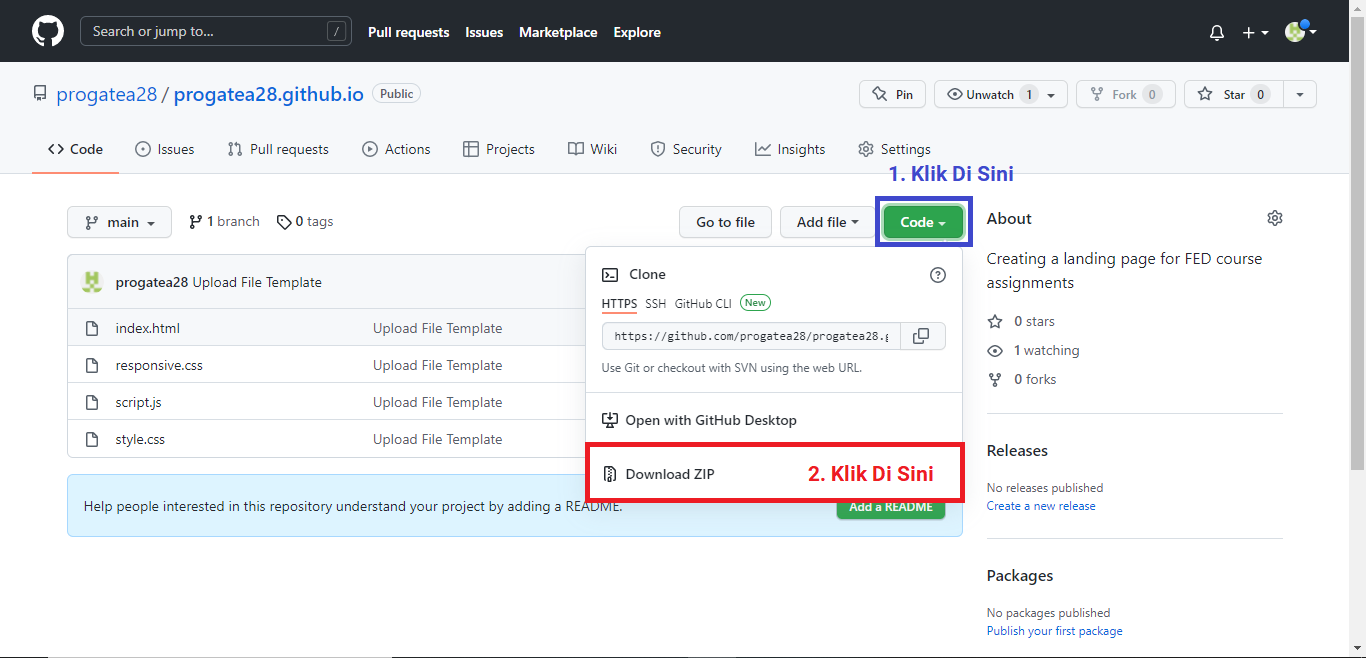 Search or jump to... /
Pull requests Issues Marketplace Explore
progatea28 / progatea28.github.io Public
Pin Unwatch 1 Fork 0 Star 0
Code Issues Pull requests Actions Projects Wiki Security Insights Settings
1. Klik Di Sini
main 1 branch 0 tags Go to file Add file Code
progatea28 Upload File Template
index.html Upload File Template
responsive.css Upload File Template
script.js Upload File Template
style.css Upload File Template
Clone
HTTPS SSH GitHub CLI New
https://github.com/progatea28/progatea28.g
Use Git or checkout with SVN using the web URL.
Open with GitHub Desktop
Download ZIP 2. Klik Di Sini
Help people interested in this repository understand your project by adding a README. Add a README
About
Creating a landing page for FED course
assignments
0 stars
1 watching
0 forks
Releases
No releases published
Create a new release
Packages
No packages published
Publish your first package